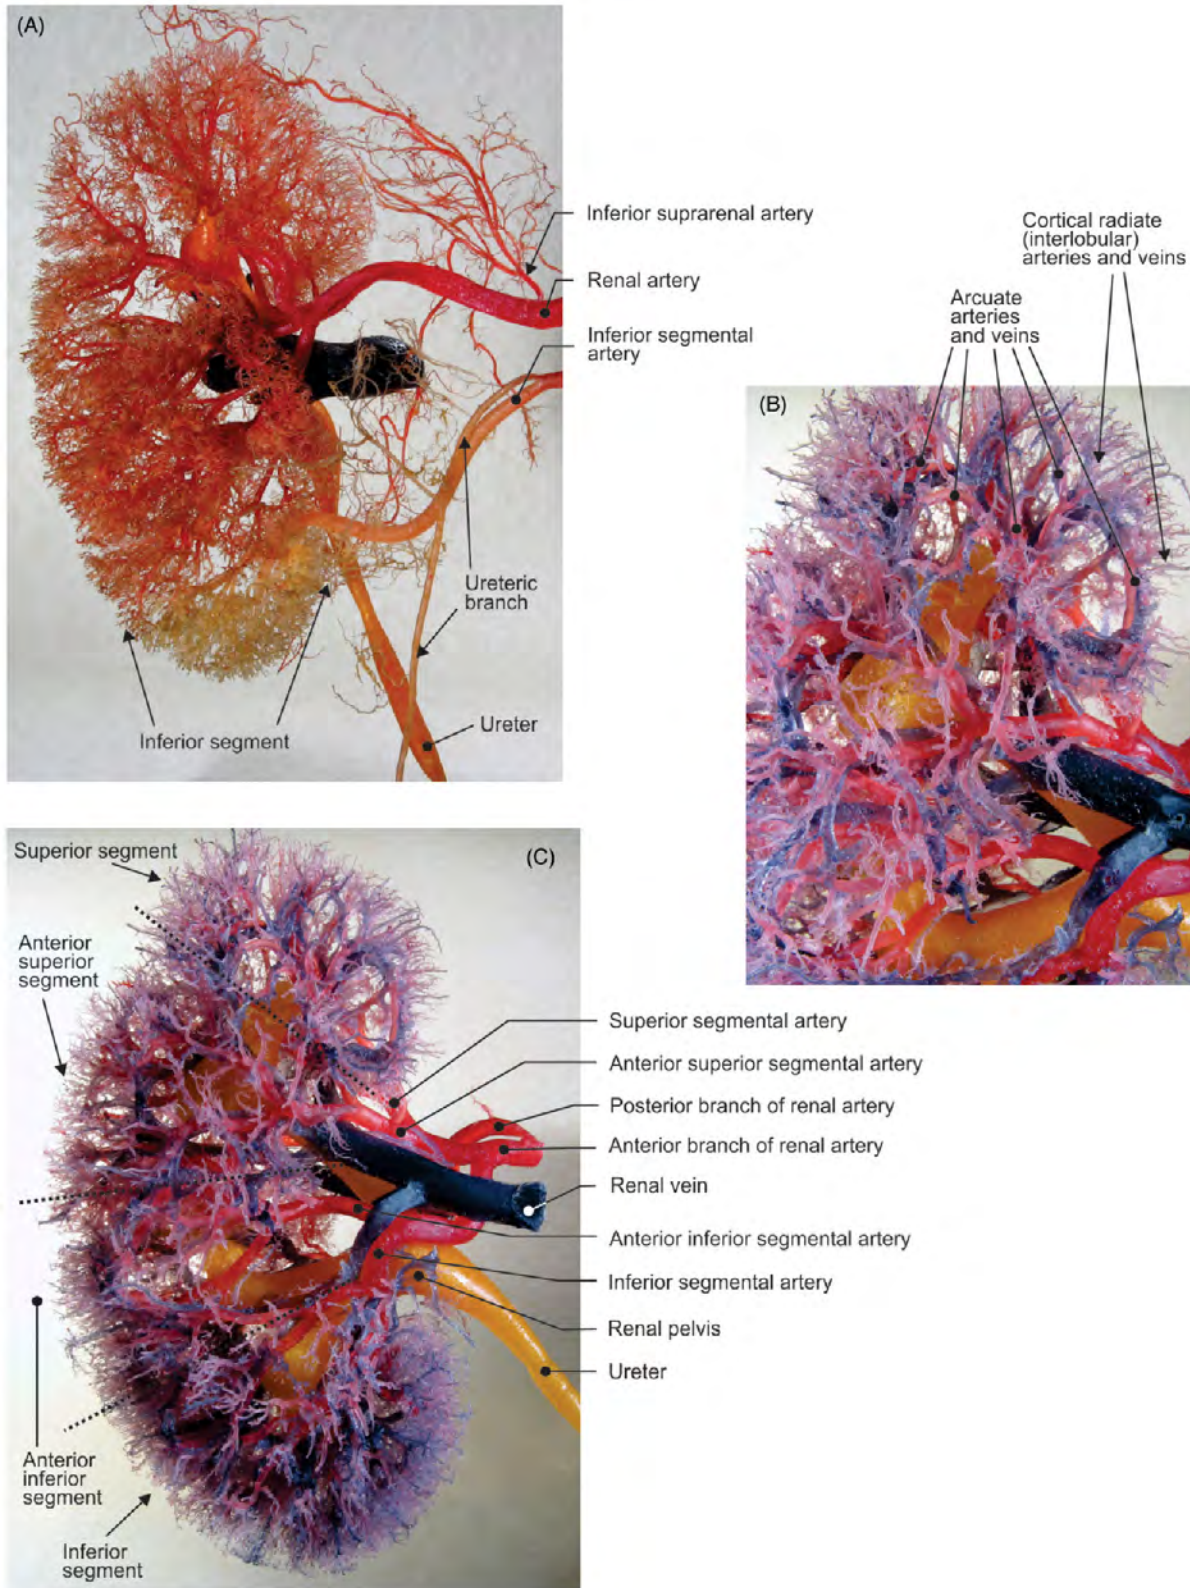 (A)
Inferior suprarenal artery
Renal artery
Inferior segmental
artery
Ureteric
branch
Inferior segment
Ureter
Cortical radiate
(interlobular)
arteries and veins
Arcuate
arteries
and veins
(B)
Superior segment
(C)
Anterior
superior
segment
Superior segmental artery
Anterior superior segmental artery
Posterior branch of renal artery
Anterior branch of renal artery
Renal vein
Anterior inferior segmental artery
Inferior segmental artery
Renal pelvis
Ureter
Anterior
inferior
segment
Inferior
segment